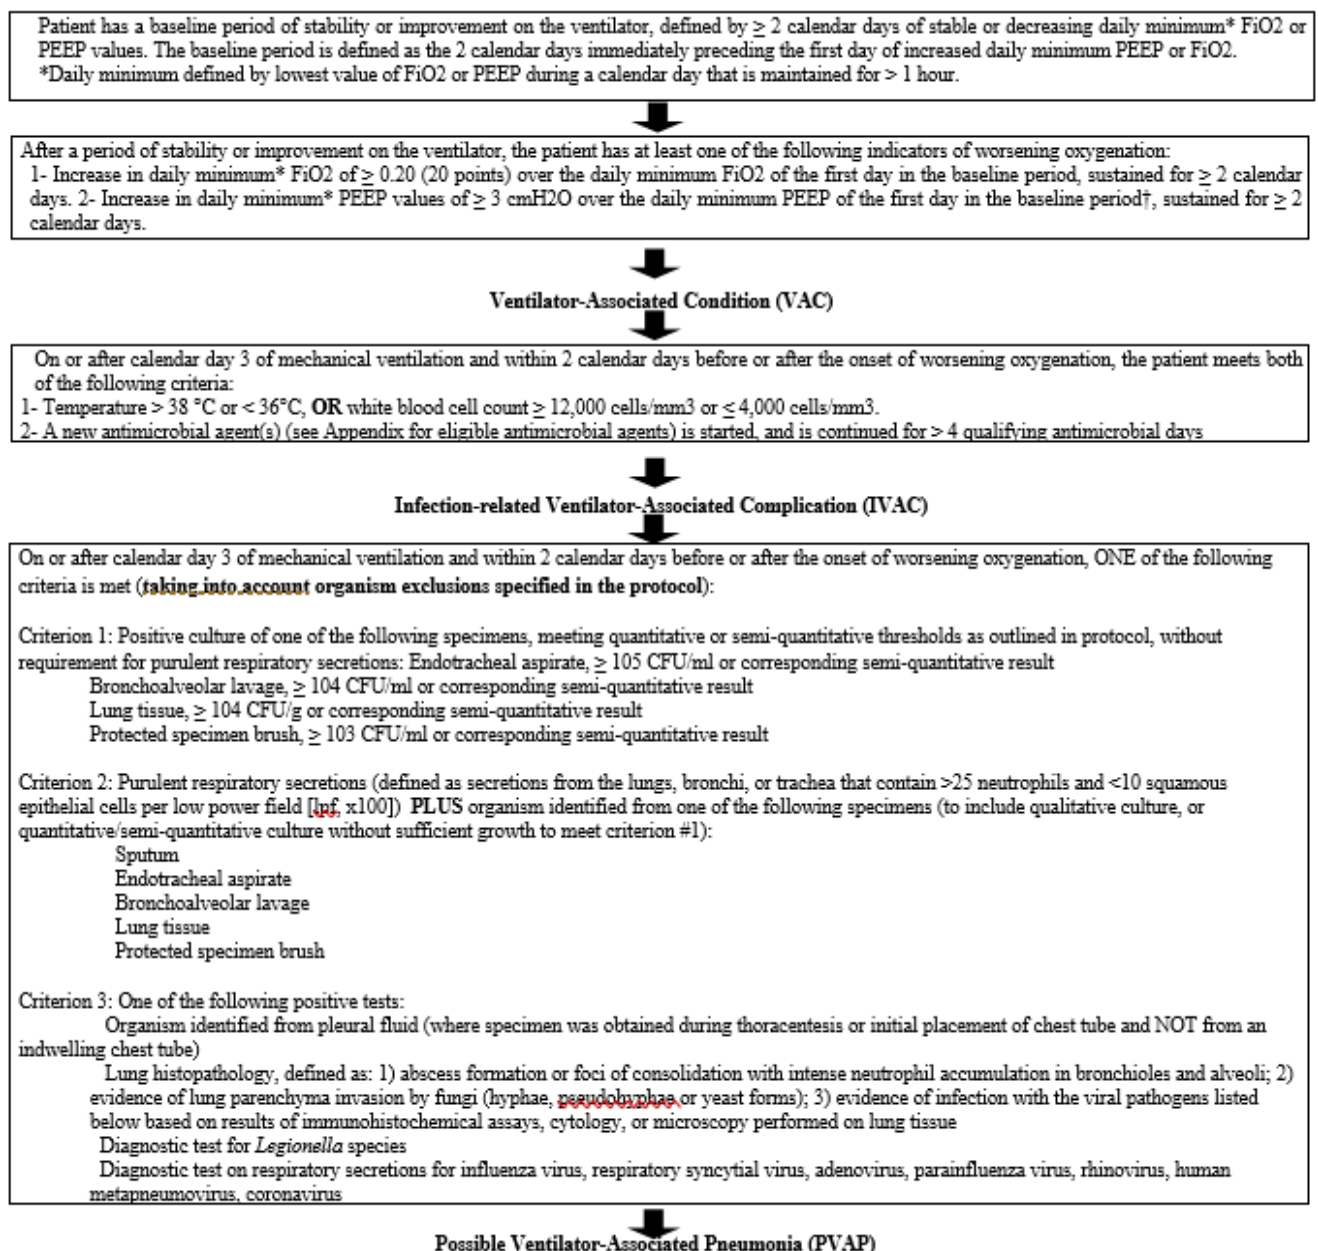 Patient has a baseline period of stability or improvement on the ventilator, defined by ≥ 2 calendar days of stable or decreasing daily minimum* FiO2 or
PEEP values. The baseline period is defined as the 2 calendar days immediately preceding the first day of increased daily minimum PEEP or FiO2.
*Daily minimum defined by lowest value of FiO2 or PEEP during a calendar day that is maintained for > 1 hour.
After a period of stability or improvement on the ventilator, the patient has at least one of the following indicators of worsening oxygenation:
1- Increase in daily minimum* FiO2 of ≥ 0.20 (20 points) over the daily minimum FiO2 of the first day in the baseline period, sustained for ≥ 2 calendar
days. 2- Increase in daily minimum* PEEP values of ≥ 3 cmH2O over the daily minimum PEEP of the first day in the baseline period†, sustained for ≥ 2
calendar days.
Ventilator-Associated Condition (VAC)
On or after calendar day 3 of mechanical ventilation and within 2 calendar days before or after the onset of worsening oxygenation, the patient meets both
of the following criteria:
1- Temperature > 38 °C or < 36°C, OR white blood cell count ≥ 12,000 cells/mm3 or ≤ 4,000 cells/mm3.
2- A new antimicrobial agent(s) (see Appendix for eligible antimicrobial agents) is started, and is continued for > 4 qualifying antimicrobial days
Infection-related Ventilator-Associated Complication (IVAC)
On or after calendar day 3 of mechanical ventilation and within 2 calendar days before or after the onset of worsening oxygenation, ONE of the following
criteria is met (taking into account organism exclusions specified in the protocol):
Criterion 1: Positive culture of one of the following specimens, meeting quantitative or semi-quantitative thresholds as outlined in protocol, without
requirement for purulent respiratory secretions: Endotracheal aspirate, ≥ 105 CFU/ml or corresponding semi-quantitative result
Bronchoalveolar lavage, ≥ 104 CFU/ml or corresponding semi-quantitative result
Lung tissue, ≥ 104 CFU/g or corresponding semi-quantitative result
Protected specimen brush, ≥ 103 CFU/ml or corresponding semi-quantitative result
Criterion 2: Purulent respiratory secretions (defined as secretions from the lungs, bronchi, or trachea that contain >25 neutrophils and <10 squamous
epithelial cells per low power field [lpf, x100]) PLUS organism identified from one of the following specimens (to include qualitative culture, or
quantitative/semi-quantitative culture without sufficient growth to meet criterion #1):
Sputum
Endotracheal aspirate
Bronchoalveolar lavage
Lung tissue
Protected specimen brush
Criterion 3: One of the following positive tests:
Organism identified from pleural fluid (where specimen was obtained during thoracentesis or initial placement of chest tube and NOT from an
indwelling chest tube)
Lung histopathology, defined as: 1) abscess formation or foci of consolidation with intense neutrophil accumulation in bronchioles and alveoli; 2)
evidence of lung parenchyma invasion by fungi (hyphae, pseudohyphae or yeast forms); 3) evidence of infection with the viral pathogens listed
below based on results of immunohistochemical assays, cytology, or microscopy performed on lung tissue
Diagnostic test for Legionella species
Diagnostic test on respiratory secretions for influenza virus, respiratory syncytial virus, adenovirus, parainfluenza virus, rhinovirus, human
metapneumovirus, coronavirus
Possible Ventilator-Associated Pneumonia (PVAP)